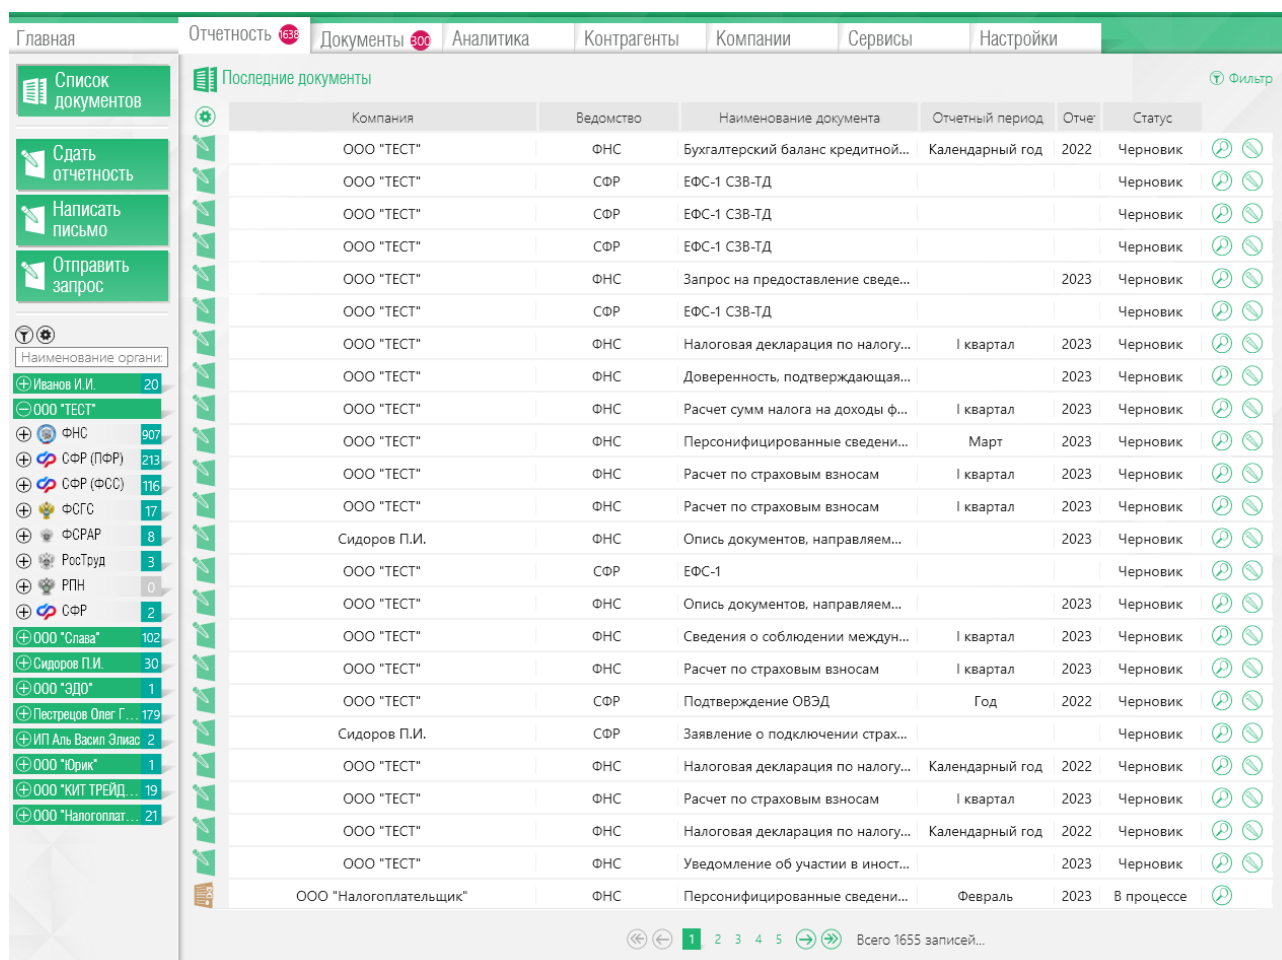 Главная
Отчетность 1638
Документы 300
Аналитика
Контрагенты
Компании
Сервисы
Настройки
Список
документов
Сдать
отчетность
Написать
письмо
Отправить
запрос
Наименование органи:
Иванов И.И. 20
ООО "ТЕСТ"
ФНС 907
СФР (ПФР) 213
СФР (ФСС) 116
ФСГС 17
ФСРАР 8
РосТруд 3
РПН 0
СФР 2
ООО "Слава" 102
Сидоров П.И. 30
ООО "ЭДО" 1
Пестрецов Олег Г... 179
ИП Аль Васил Элиас 2
ООО "Юрик" 1
ООО "КИТ ТРЕЙД... 19
ООО "Налогоплат... 21
Последние документы
Фильтр
Компания Ведомство Наименование документа Отчетный период Отче Статус
ООО "ТЕСТ" ФНС Бухгалтерский баланс кредитной... Календарный год 2022 Черновик
ООО "ТЕСТ" СФР ЕФС-1 СЗВ-ТД Черновик
ООО "ТЕСТ" СФР ЕФС-1 СЗВ-ТД Черновик
ООО "ТЕСТ" СФР ЕФС-1 СЗВ-ТД Черновик
ООО "ТЕСТ" ФНС Запрос на предоставление сведе... 2023 Черновик
ООО "ТЕСТ" СФР ЕФС-1 СЗВ-ТД Черновик
ООО "ТЕСТ" ФНС Налоговая декларация по налогу... I квартал 2023 Черновик
ООО "ТЕСТ" ФНС Доверенность, подтверждающая... 2023 Черновик
ООО "ТЕСТ" ФНС Расчет сумм налога на доходы ф... I квартал 2023 Черновик
ООО "ТЕСТ" ФНС Персонифицированные сведени... Март 2023 Черновик
ООО "ТЕСТ" ФНС Расчет по страховым взносам I квартал 2023 Черновик
ООО "ТЕСТ" ФНС Расчет по страховым взносам I квартал 2023 Черновик
Сидоров П.И. ФНС Опись документов, направляем... 2023 Черновик
ООО "ТЕСТ" СФР ЕФС-1 Черновик
ООО "ТЕСТ" ФНС Опись документов, направляем... 2023 Черновик
ООО "ТЕСТ" ФНС Сведения о соблюдении междун... I квартал 2023 Черновик
ООО "ТЕСТ" ФНС Расчет по страховым взносам I квартал 2023 Черновик
ООО "ТЕСТ" СФР Подтверждение ОВЭД Год 2022 Черновик
Сидоров П.И. СФР Заявление о подключении страх... Черновик
ООО "ТЕСТ" ФНС Налоговая декларация по налогу... Календарный год 2022 Черновик
ООО "ТЕСТ" ФНС Расчет по страховым взносам I квартал 2023 Черновик
ООО "ТЕСТ" ФНС Налоговая декларация по налогу... Календарный год 2022 Черновик
ООО "ТЕСТ" ФНС Уведомление об участии в иност... 2023 Черновик
ООО "Налогоплательщик" ФНС Персонифицированные сведени... Февраль 2023 В процессе
1 2 3 4 5 Всего 1655 записей...